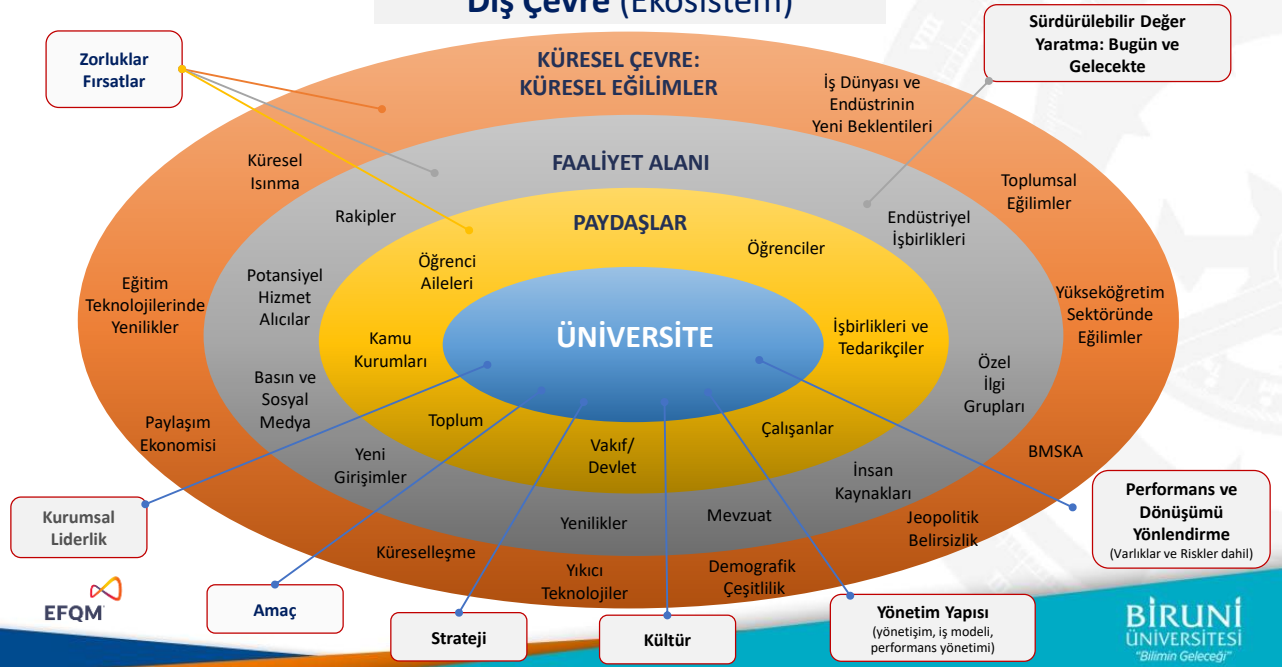 Dış Çevre (Ekosistem)
Zorluklar
Fırsatlar
Sürdürülebilir Değer
Yaratma: Bugün ve
Gelecekte
KÜRESEL ÇEVRE:
KÜRESEL EĞİLİMLER
İş Dünyası ve
Endüstrinin
Yeni Beklentileri
Küresel
Isınma
Toplumsal
Eğilimler
Eğitim
Teknolojilerinde
Yenilikler
Yükseköğretim
Sektöründe
Eğilimler
Paylaşım
Ekonomisi
BMSKA
Küreselleşme
Yıkıcı
Teknolojiler
Demografik
Çeşitlilik
Jeopolitik
Belirsizlik
FAALİYET ALANI
Rakipler
Endüstriyel
İşbirlikleri
Potansiyel
Hizmet
Alıcılar
Özel
İlgi
Grupları
Basın ve
Sosyal
Medya
Yeni
Girişimler
Yenilikler
Mevzuat
İnsan
Kaynakları
PAYDAŞLAR
Öğrenci
Aileleri
Öğrenciler
Kamu
Kurumları
İşbirlikleri ve
Tedarikçiler
Toplum
Vakıf/
Devlet
Çalışanlar
ÜNİVERSİTE
Kurumsal
Liderlik
Amaç
Strateji
Kültür
Yönetim Yapısı
(yönetişim, iş modeli,
performans yönetimi)
Performans ve
Dönüşümü
Yönlendirme
(Varlıklar ve Riskler dahil)
EFQM
BİRUNİ
ÜNİVERSİTESİ
"Bilimin Geleceği"
VIII